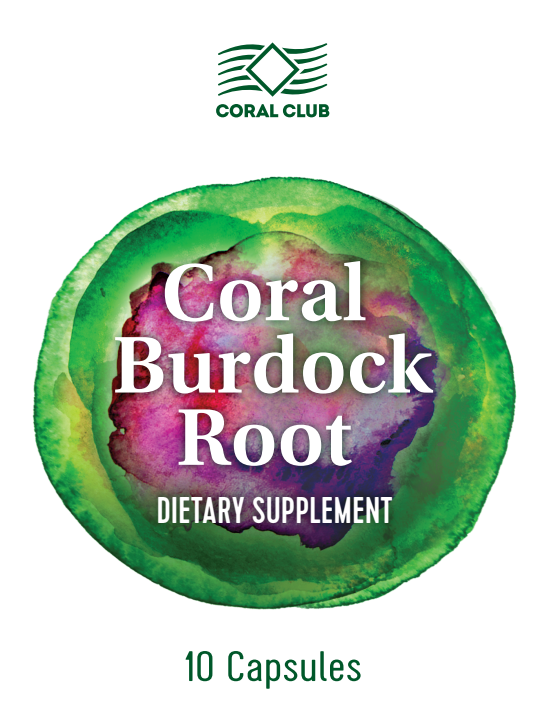 CORAL CLUB
Coral
Burdock
Root
DIETARY SUPPLEMENT
10 Capsules